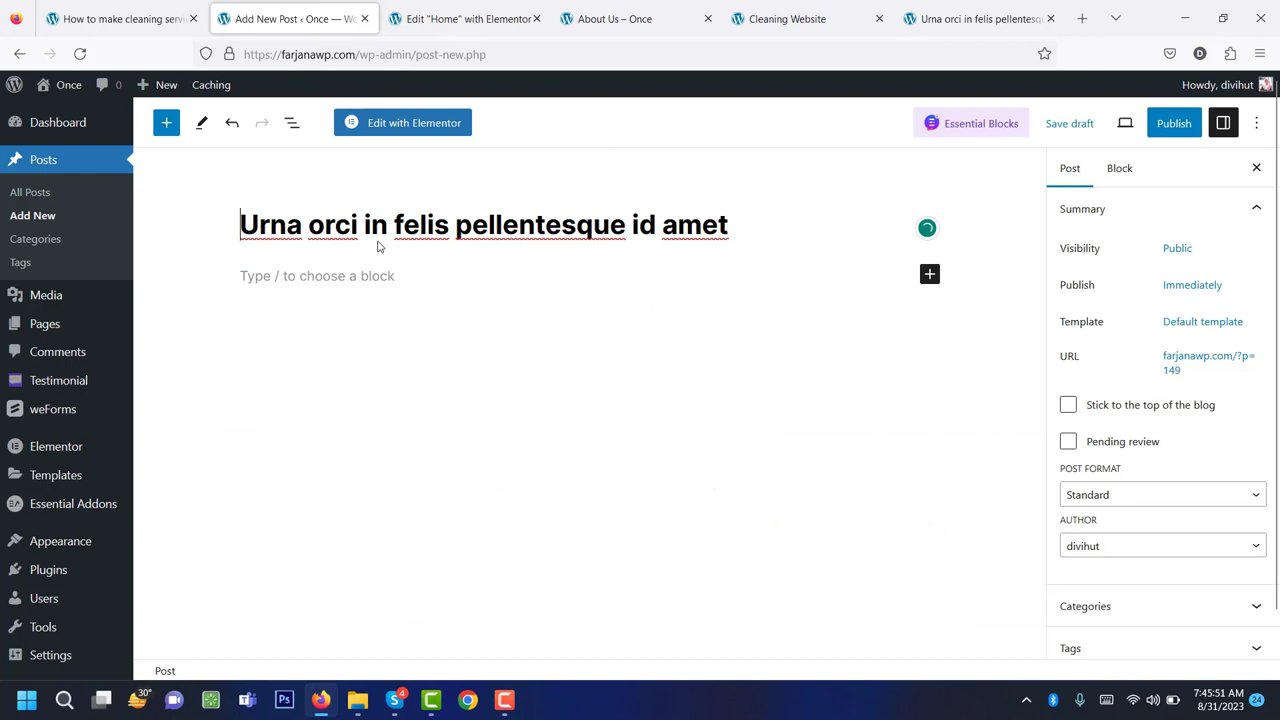 How to make cleaning servi
Add New Post ‹ Once — Wo
Edit "Home" with Elementor
About Us – Once
Cleaning Website
Urna orci in felis pellentesq
https://farjanawp.com/wp-admin/post-new.php
Once
0
New
Caching
Howdy, divihut
Dashboard
Posts
All Posts
Add New
Categories
Tags
Media
Pages
Comments
Testimonial
weForms
Elementor
Templates
Essential Addons
Appearance
Plugins
Users
Tools
Settings
Edit with Elementor
Essential Blocks
Save draft
Publish
Urna orci in felis pellentesque id amet
Type / to choose a block
Post
Block
Summary
Visibility
Public
Publish
Immediately
Template
Default template
URL
farjanawp.com/?p=
149
Stick to the top of the blog
Pending review
POST FORMAT
Standard
AUTHOR
divihut
Categories
Tags
Post
30°
Ps
4
7:45:51 AM
8/31/2023
24